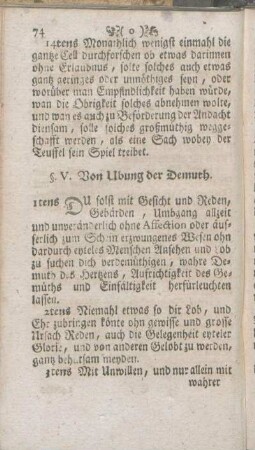 74 ❧ o ❧
14tens Monathlich wenigst einmahl die
gantze Cell durchforschen ob etwas darinnen
ohne Erlaubnus, solte solches auch etwas
gantz geringes oder unnöthiges seyn, oder
worüber man Empfindlichkeit haben würde,
wan die Obrigkeit solches abnehmen wolte,
und wan es auch zu Beförderung der Andacht
diensam, solle solches großmüthig wegge-
schafft werden, als eine Sach wobey der
Teuffel sein Spiel treibet.
§. V. Von Ubung der Demuth.
1tens DU solst mit Gesicht und Reden,
Gebärden, Umgang allzeit
und unveränderlich ohne Affection oder äus-
serlich zum Schein erzwungenes Wesen ohn
dardurch eyteles Menschen Ansehen und Lob
zu suchen dich verdemüthigen, wahre De-
muth des Hertzens, Aufrichtigkeit des Ge-
müths und Einfältigkeit herfürleuchten
lassen.
2tens Niemahl etwas so dir Lob, und
Ehr zubringen könte ohn gewisse und grosse
Ursach Reden, auch die Gelegenheit eyteler
Glorie, und von anderen Gelobt zu werden,
gantz behutsam meyden.
3tens Mit Unwillen, und nur allein mit
wahrer